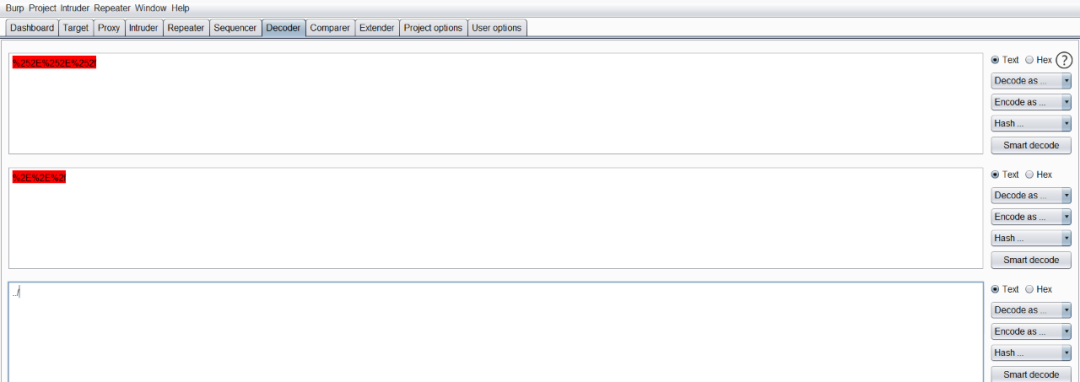 Burp Project Intruder Repeater Window Help
Dashboard Target Proxy Intruder Repeater Sequencer Decoder Comparer Extender Project options User options
%252E%252E%252f
Text Hex ?
Decode as ...
Encode as ...
Hash ...
Smart decode
%2E%2E%2f
Text Hex
Decode as ...
Encode as ...
Hash ...
Smart decode
../
Text Hex
Decode as ...
Encode as ...
Hash ...
Smart decode